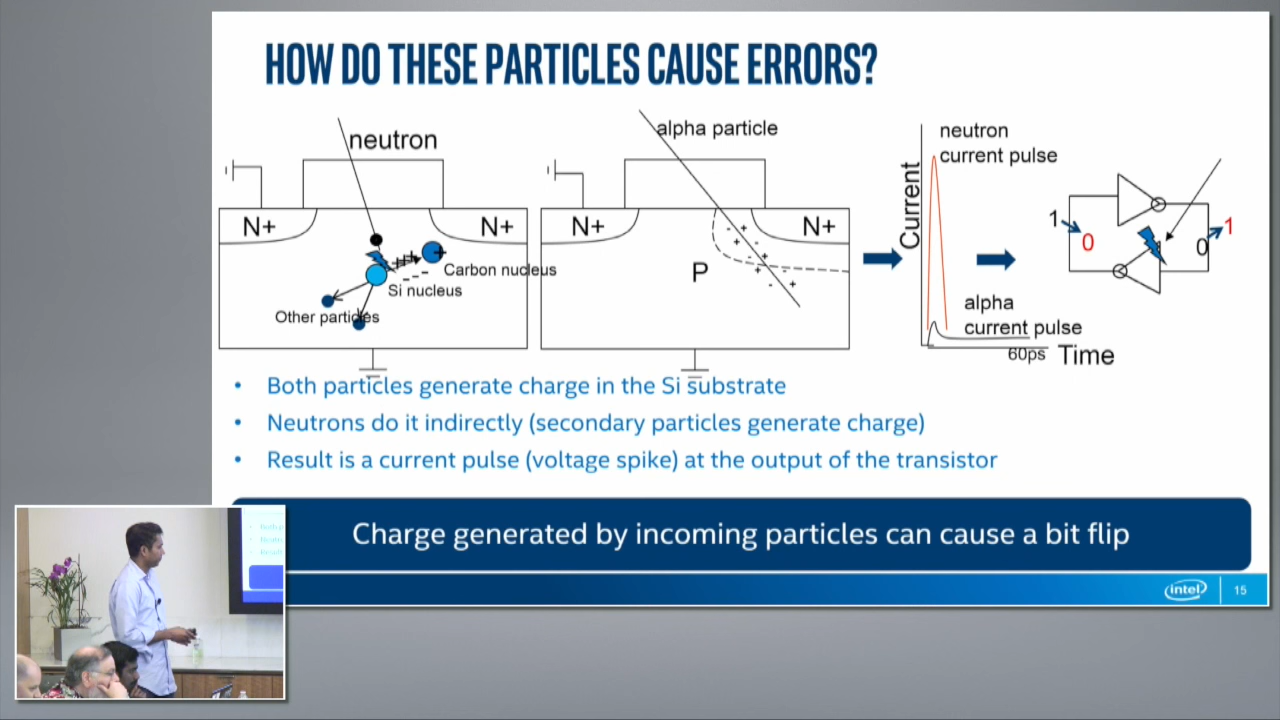 HOW DO THESE PARTICLES CAUSE ERRORS?
neutron
N+
N+
Carbon nucleus
Si nucleus
Other particles
alpha particle
N+
N+
P
Current
neutron
current pulse
alpha
current pulse
60ps
Time
1
0
0
1
• Both particles generate charge in the Si substrate
• Neutrons do it indirectly (secondary particles generate charge)
• Result is a current pulse (voltage spike) at the output of the transistor
Charge generated by incoming particles can cause a bit flip
intel
15